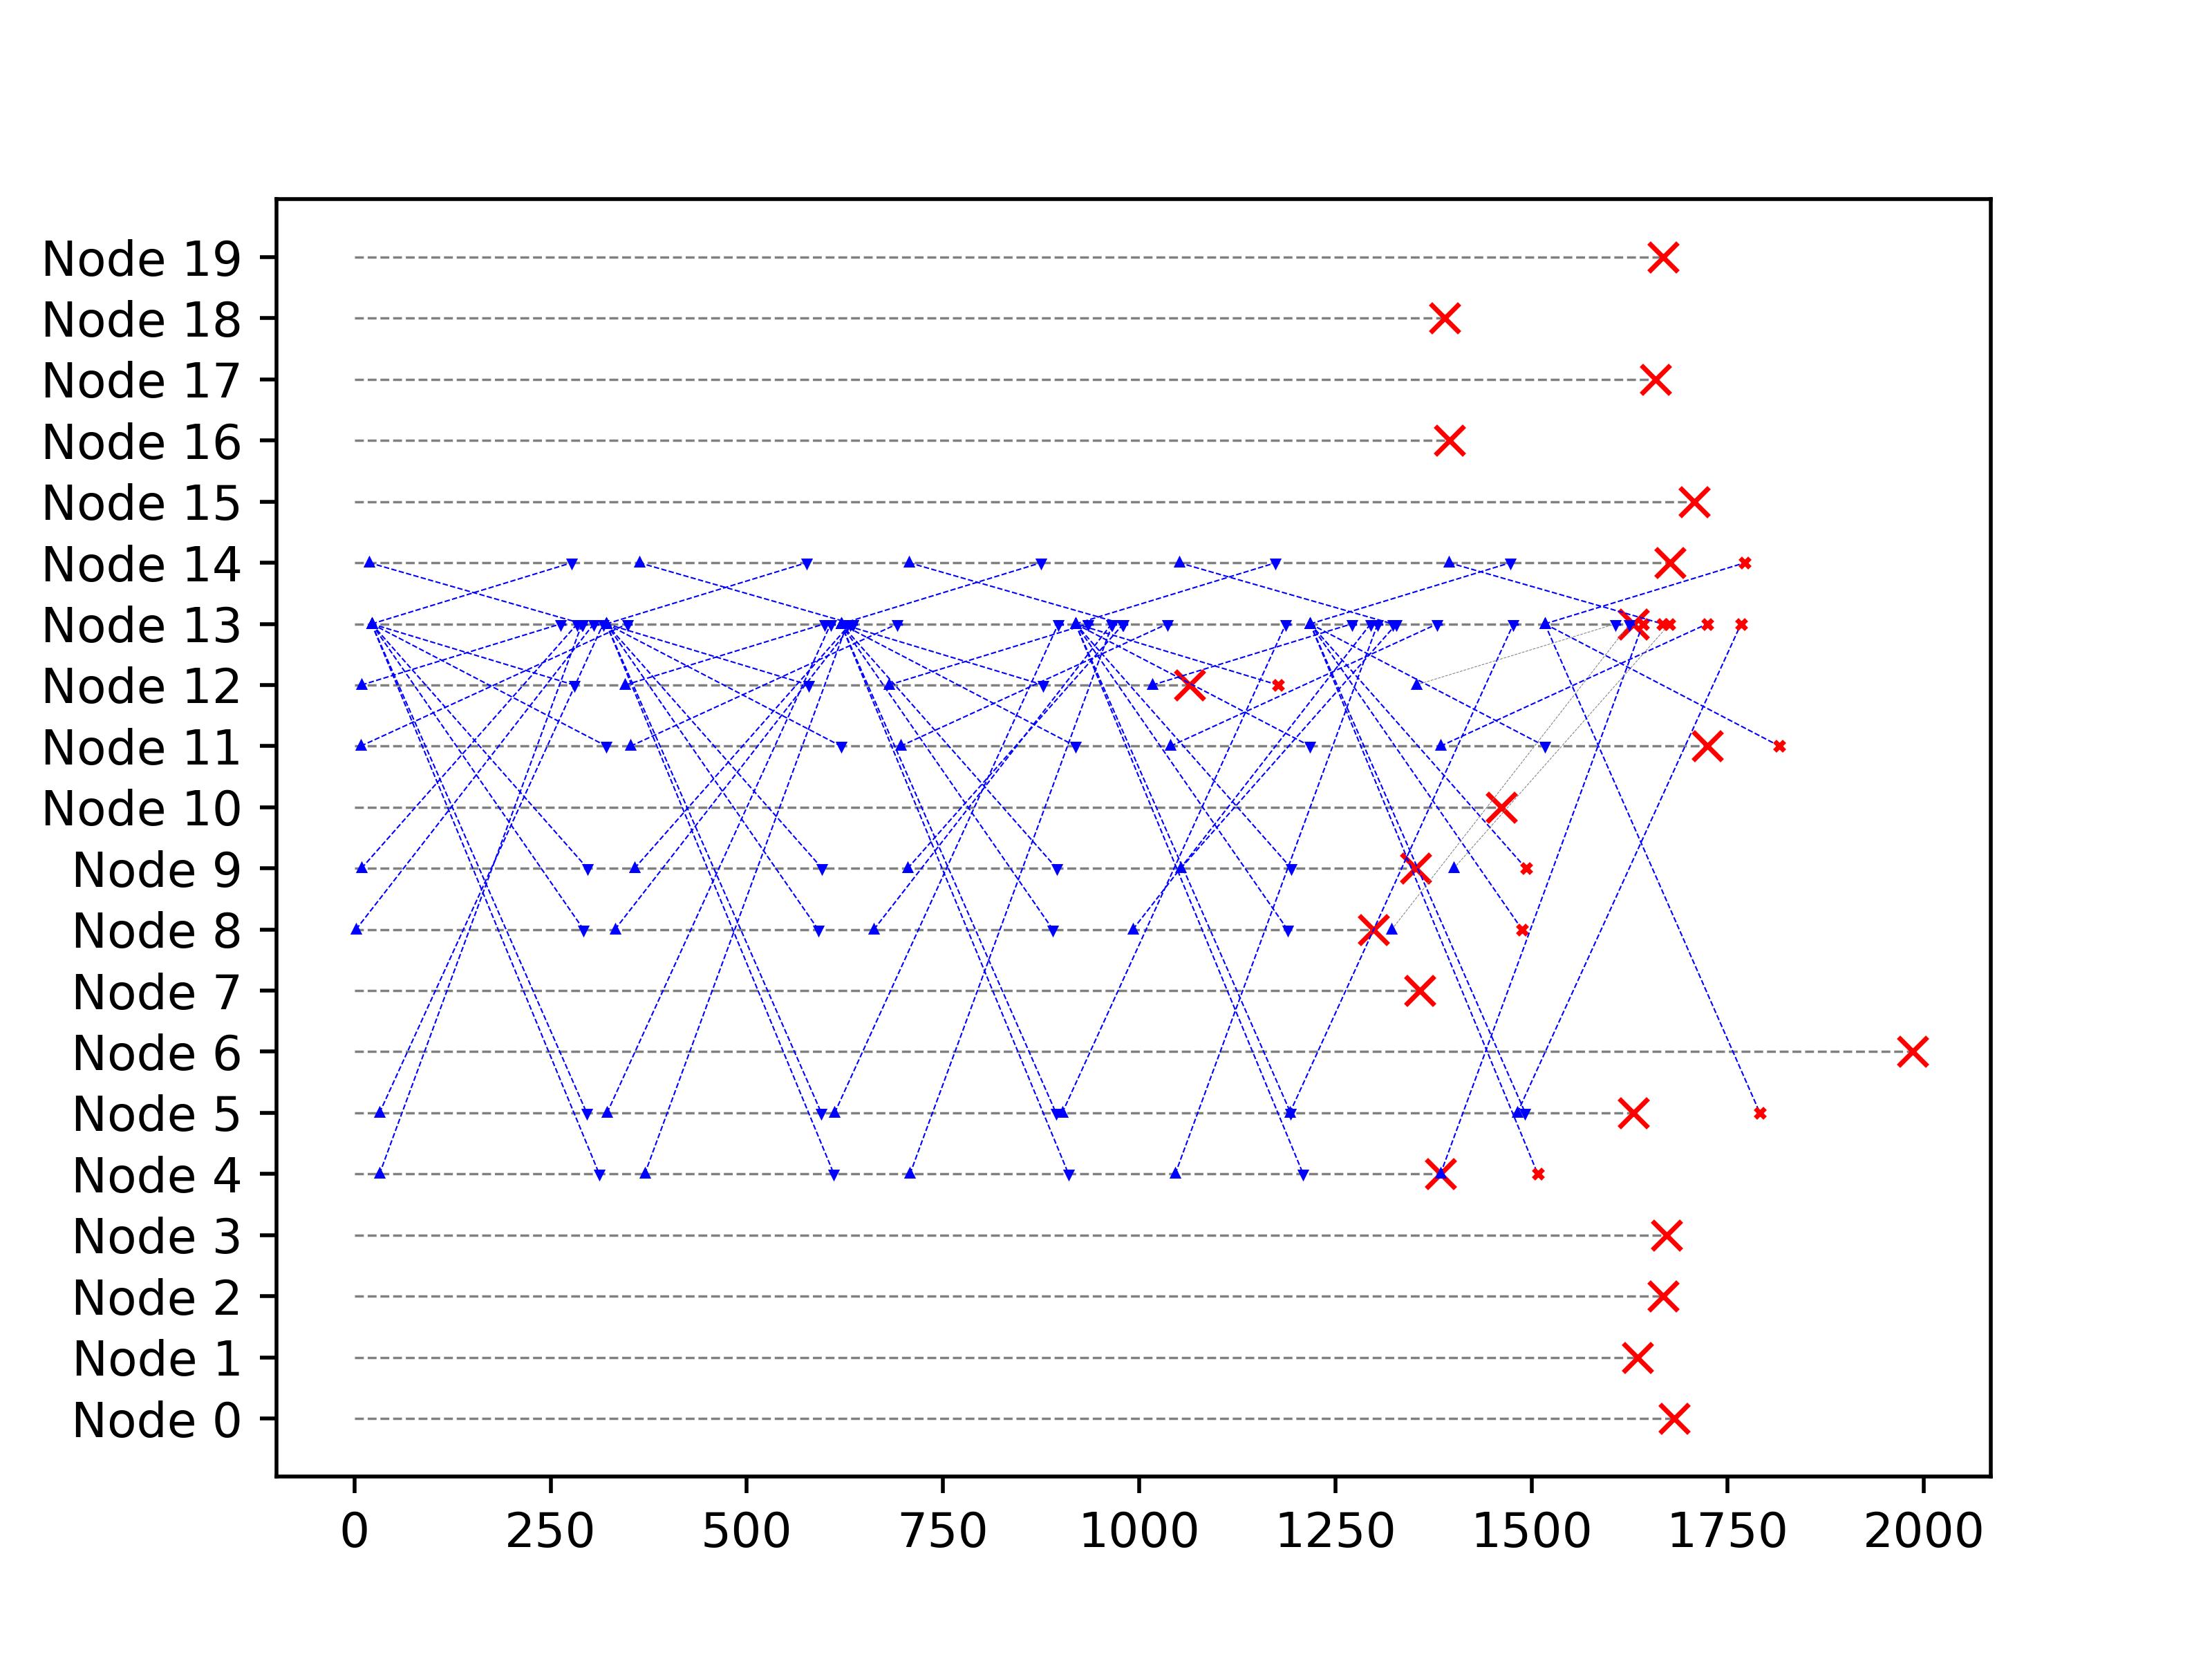 Node 19
Node 18
Node 17
Node 16
Node 15
Node 14
Node 13
Node 12
Node 11
Node 10
Node 9
Node 8
Node 7
Node 6
Node 5
Node 4
Node 3
Node 2
Node 1
Node 0
0 250 500 750 1000 1250 1500 1750 2000